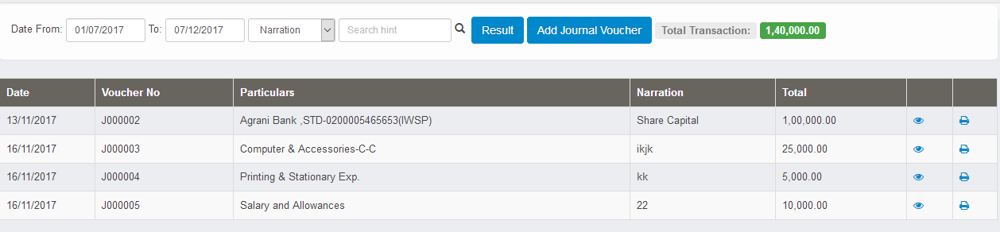 Date From: 01/07/2017 To: 07/12/2017 Narration Search hint Result Add Journal Voucher Total Transaction: 1,40,000.00
Date Voucher No Particulars Narration Total
13/11/2017 J000002 Agrani Bank ,STD-0200005465653(IWSP) Share Capital 1,00,000.00
16/11/2017 J000003 Computer & Accessories-C-C ikjk 25,000.00
16/11/2017 J000004 Printing & Stationary Exp. kk 5,000.00
16/11/2017 J000005 Salary and Allowances 22 10,000.00